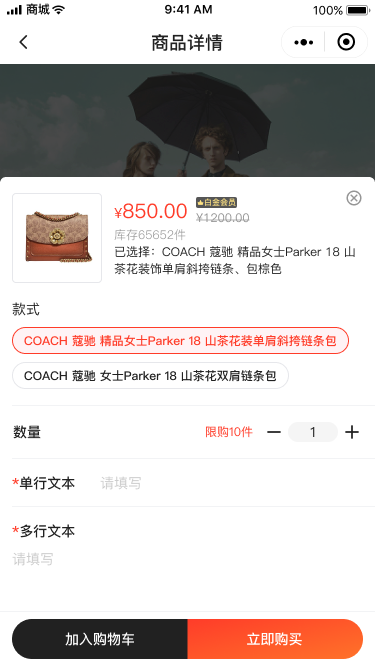 商城 9:41 AM 100%
商品详情
¥850.00 白金会员
¥1200.00
库存65652件
已选择：COACH 蔻驰 精品女士Parker 18 山
茶花装饰单肩斜挎链条、包棕色
款式
COACH 蔻驰 精品女士Parker 18 山茶花装单肩斜挎链条包
COACH 蔻驰 女士Parker 18 山茶花双肩链条包
数量 限购10件 1
*单行文本 请填写
*多行文本
请填写
加入购物车 立即购买